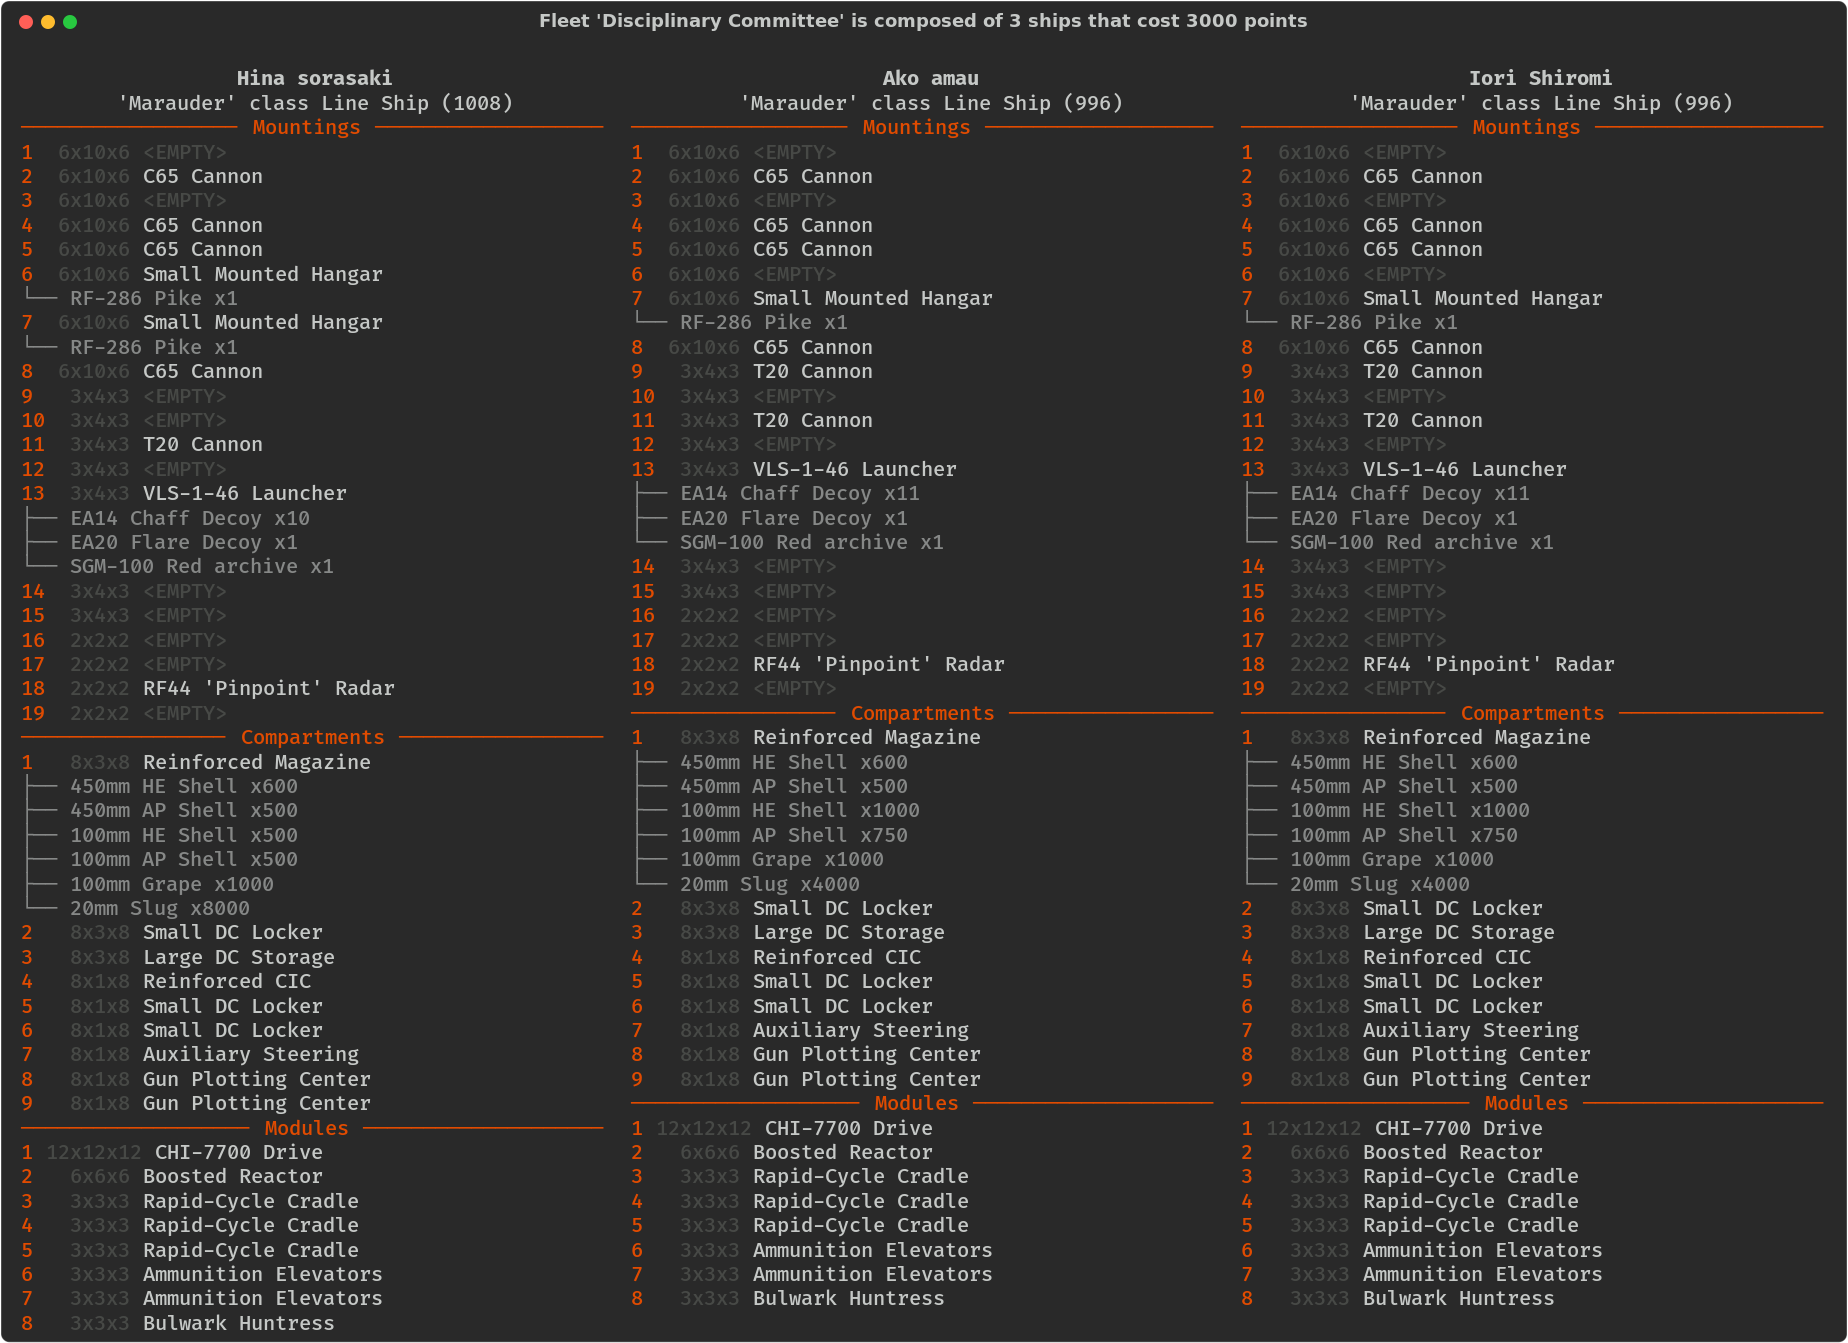 Fleet 'Disciplinary Committee' is composed of 3 ships that cost 3000 points
Hina sorasaki
'Marauder' class Line Ship (1008)
Mountings
1 6x10x6 <EMPTY>
2 6x10x6 C65 Cannon
3 6x10x6 <EMPTY>
4 6x10x6 C65 Cannon
5 6x10x6 C65 Cannon
6 6x10x6 Small Mounted Hangar
└── RF-286 Pike x1
7 6x10x6 Small Mounted Hangar
└── RF-286 Pike x1
8 6x10x6 C65 Cannon
9 3x4x3 <EMPTY>
10 3x4x3 <EMPTY>
11 3x4x3 T20 Cannon
12 3x4x3 <EMPTY>
13 3x4x3 VLS-1-46 Launcher
├── EA14 Chaff Decoy x10
├── EA20 Flare Decoy x1
└── SGM-100 Red archive x1
14 3x4x3 <EMPTY>
15 3x4x3 <EMPTY>
16 2x2x2 <EMPTY>
17 2x2x2 <EMPTY>
18 2x2x2 RF44 'Pinpoint' Radar
19 2x2x2 <EMPTY>
Compartments
1 8x3x8 Reinforced Magazine
├── 450mm HE Shell x600
├── 450mm AP Shell x500
├── 100mm HE Shell x500
├── 100mm AP Shell x500
├── 100mm Grape x1000
└── 20mm Slug x8000
2 8x3x8 Small DC Locker
3 8x3x8 Large DC Storage
4 8x1x8 Reinforced CIC
5 8x1x8 Small DC Locker
6 8x1x8 Small DC Locker
7 8x1x8 Auxiliary Steering
8 8x1x8 Gun Plotting Center
9 8x1x8 Gun Plotting Center
Modules
1 12x12x12 CHI-7700 Drive
2 6x6x6 Boosted Reactor
3 3x3x3 Rapid-Cycle Cradle
4 3x3x3 Rapid-Cycle Cradle
5 3x3x3 Rapid-Cycle Cradle
6 3x3x3 Ammunition Elevators
7 3x3x3 Ammunition Elevators
8 3x3x3 Bulwark Huntress
Ako amau
'Marauder' class Line Ship (996)
Mountings
1 6x10x6 <EMPTY>
2 6x10x6 C65 Cannon
3 6x10x6 <EMPTY>
4 6x10x6 C65 Cannon
5 6x10x6 C65 Cannon
6 6x10x6 <EMPTY>
7 6x10x6 Small Mounted Hangar
└── RF-286 Pike x1
8 6x10x6 C65 Cannon
9 3x4x3 T20 Cannon
10 3x4x3 <EMPTY>
11 3x4x3 T20 Cannon
12 3x4x3 <EMPTY>
13 3x4x3 VLS-1-46 Launcher
├── EA14 Chaff Decoy x11
├── EA20 Flare Decoy x1
└── SGM-100 Red archive x1
14 3x4x3 <EMPTY>
15 3x4x3 <EMPTY>
16 2x2x2 <EMPTY>
17 2x2x2 <EMPTY>
18 2x2x2 RF44 'Pinpoint' Radar
19 2x2x2 <EMPTY>
Compartments
1 8x3x8 Reinforced Magazine
├── 450mm HE Shell x600
├── 450mm AP Shell x500
├── 100mm HE Shell x1000
├── 100mm AP Shell x750
├── 100mm Grape x1000
└── 20mm Slug x4000
2 8x3x8 Small DC Locker
3 8x3x8 Large DC Storage
4 8x1x8 Reinforced CIC
5 8x1x8 Small DC Locker
6 8x1x8 Small DC Locker
7 8x1x8 Auxiliary Steering
8 8x1x8 Gun Plotting Center
9 8x1x8 Gun Plotting Center
Modules
1 12x12x12 CHI-7700 Drive
2 6x6x6 Boosted Reactor
3 3x3x3 Rapid-Cycle Cradle
4 3x3x3 Rapid-Cycle Cradle
5 3x3x3 Rapid-Cycle Cradle
6 3x3x3 Ammunition Elevators
7 3x3x3 Ammunition Elevators
8 3x3x3 Bulwark Huntress
Iori Shiromi
'Marauder' class Line Ship (996)
Mountings
1 6x10x6 <EMPTY>
2 6x10x6 C65 Cannon
3 6x10x6 <EMPTY>
4 6x10x6 C65 Cannon
5 6x10x6 C65 Cannon
6 6x10x6 <EMPTY>
7 6x10x6 Small Mounted Hangar
└── RF-286 Pike x1
8 6x10x6 C65 Cannon
9 3x4x3 T20 Cannon
10 3x4x3 <EMPTY>
11 3x4x3 T20 Cannon
12 3x4x3 <EMPTY>
13 3x4x3 VLS-1-46 Launcher
├── EA14 Chaff Decoy x11
├── EA20 Flare Decoy x1
└── SGM-100 Red archive x1
14 3x4x3 <EMPTY>
15 3x4x3 <EMPTY>
16 2x2x2 <EMPTY>
17 2x2x2 <EMPTY>
18 2x2x2 RF44 'Pinpoint' Radar
19 2x2x2 <EMPTY>
Compartments
1 8x3x8 Reinforced Magazine
├── 450mm HE Shell x600
├── 450mm AP Shell x500
├── 100mm HE Shell x1000
├── 100mm AP Shell x750
├── 100mm Grape x1000
└── 20mm Slug x4000
2 8x3x8 Small DC Locker
3 8x3x8 Large DC Storage
4 8x1x8 Reinforced CIC
5 8x1x8 Small DC Locker
6 8x1x8 Small DC Locker
7 8x1x8 Auxiliary Steering
8 8x1x8 Gun Plotting Center
9 8x1x8 Gun Plotting Center
Modules
1 12x12x12 CHI-7700 Drive
2 6x6x6 Boosted Reactor
3 3x3x3 Rapid-Cycle Cradle
4 3x3x3 Rapid-Cycle Cradle
5 3x3x3 Rapid-Cycle Cradle
6 3x3x3 Ammunition Elevators
7 3x3x3 Ammunition Elevators
8 3x3x3 Bulwark Huntress